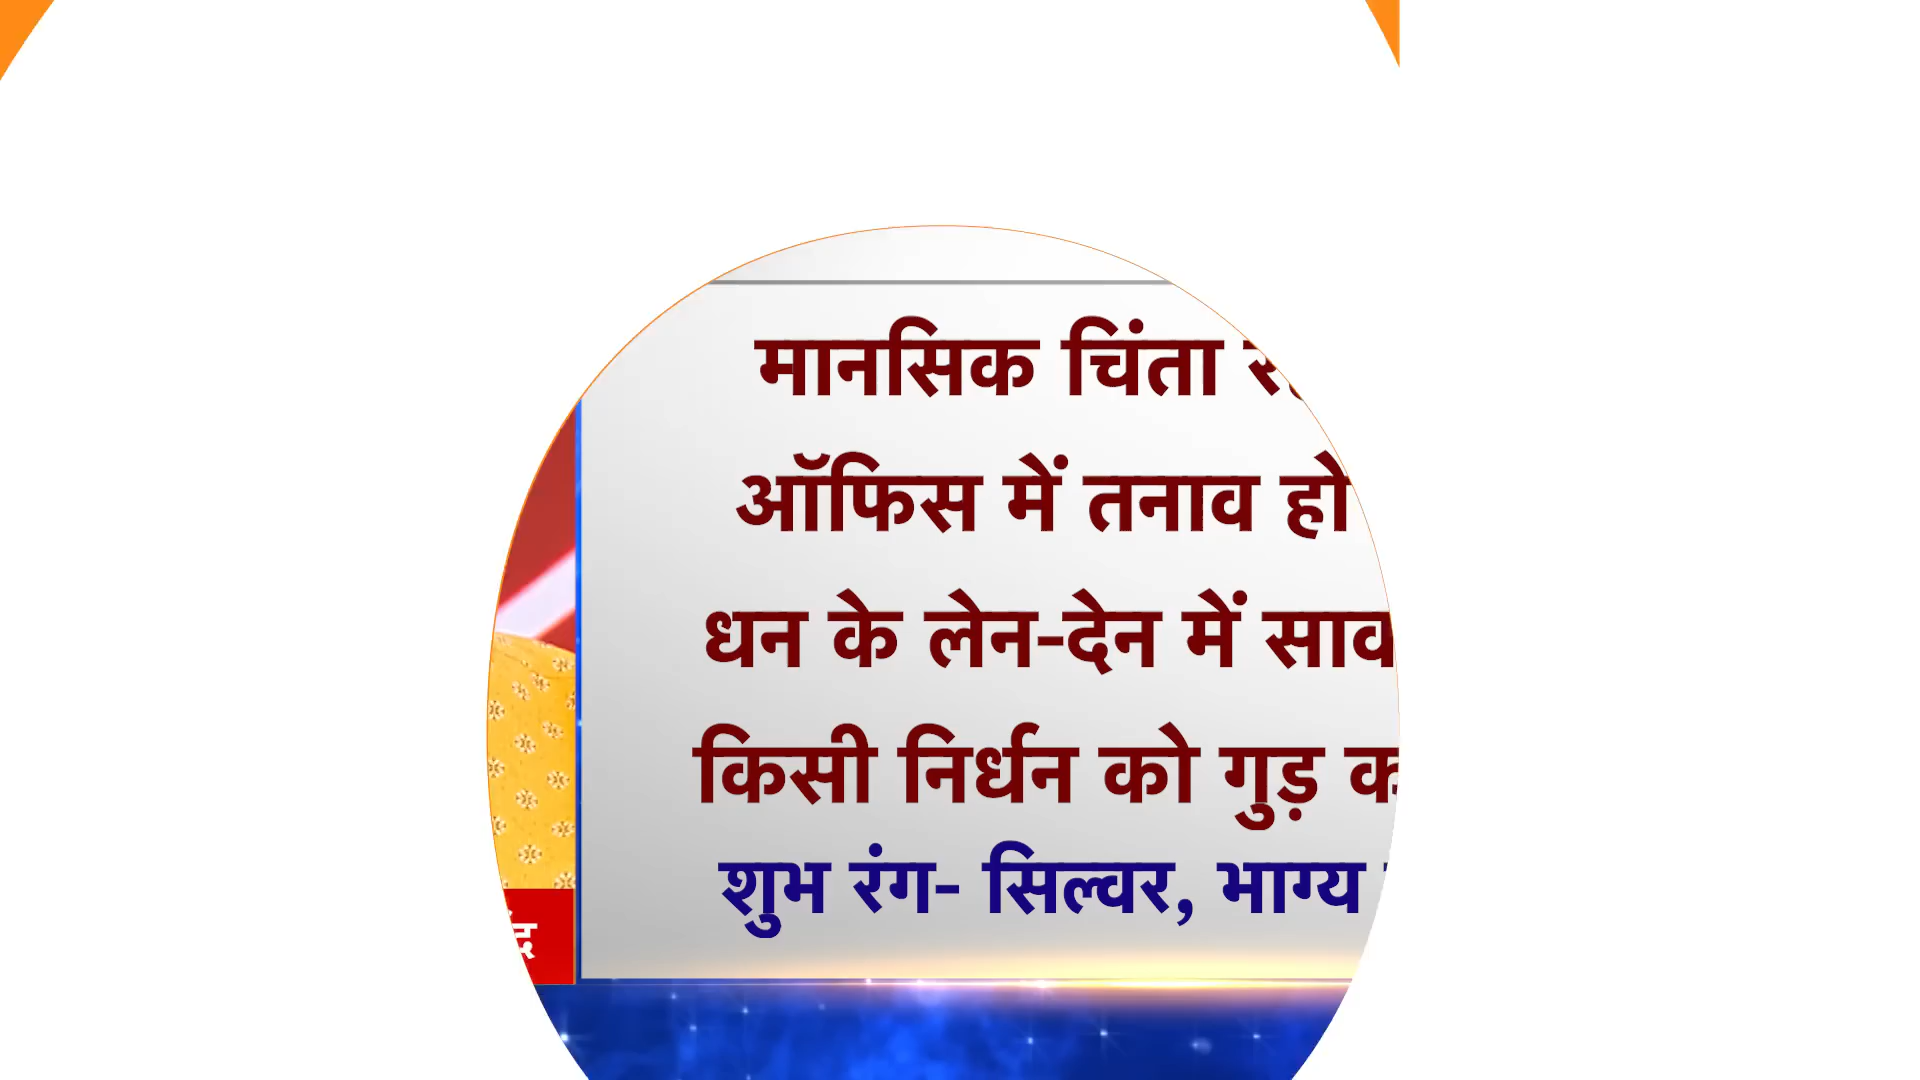 मानसिक चिंता
ऑफिस में तनाव हो
धन के लेन-देन में
किसी निर्धन को गुड़
शुभ रंग- सिल्वर, भाग्य